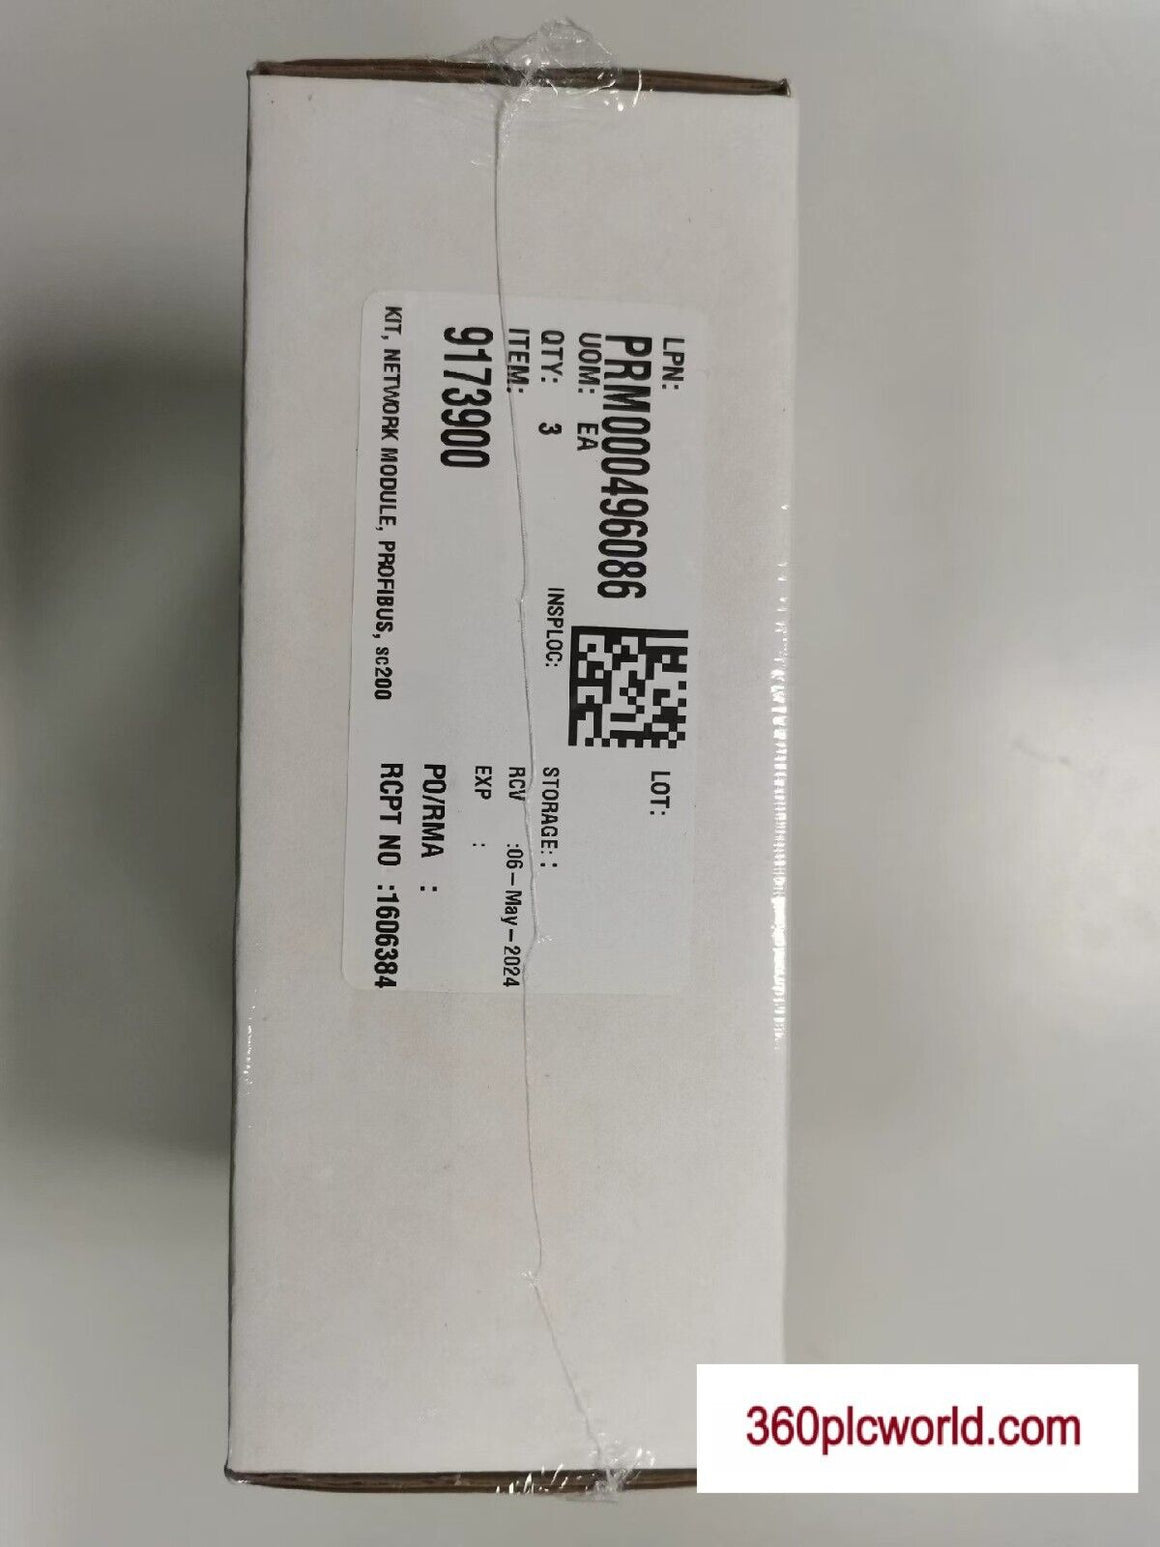 LPN:
PRM000496086
LOT:
UOM: EA
QTY: 3
INSPLOC:
STORAGE: :
ITEM:
RCV :06-May-2024
9173900
EXP :
PO/RMA :
KIT, NETWORK MODULE, PROFIBUS, sc200
RCPT NO :1606384
360plcworld.com